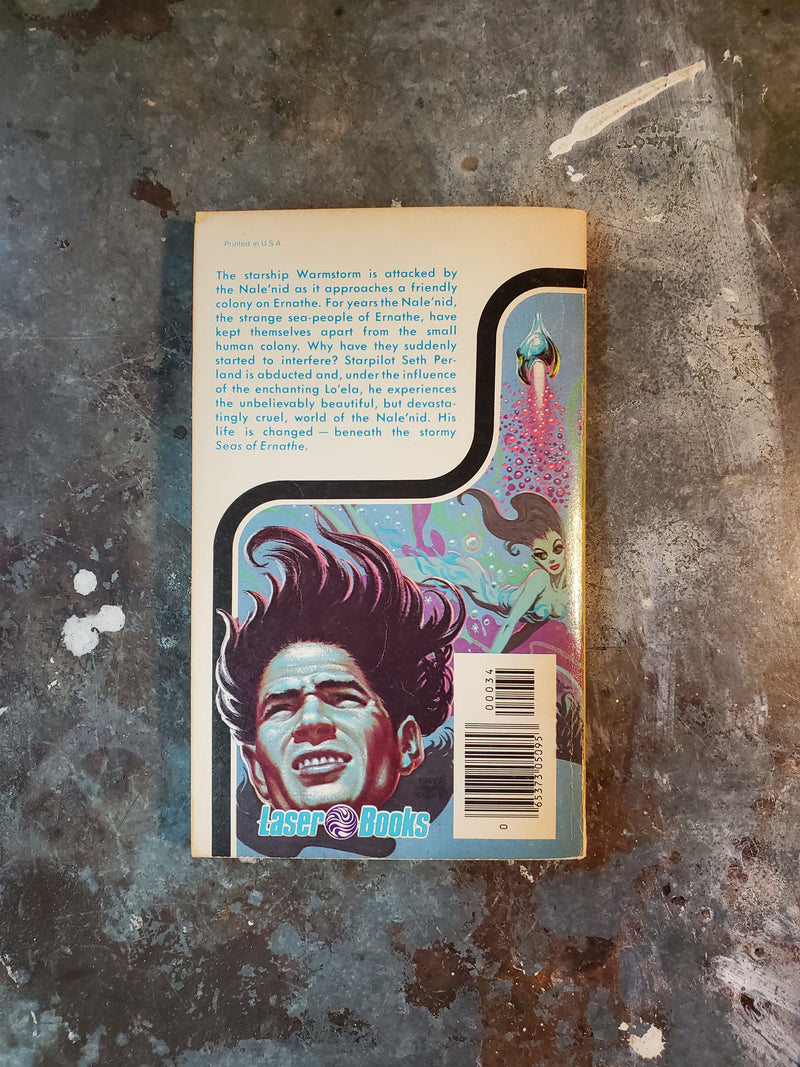 Printed in U.S.A
The starship Warmstorm is attacked by
the Nale'nid as it approaches a friendly
colony on Ernathe. For years the Nale'nid,
the strange sea-people of Ernathe, have
kept themselves apart from the small
human colony. Why have they suddenly
started to interfere? Starpilot Seth Per-
land is abducted and, under the influence
of the enchanting Lo'ela, he experiences
the unbelievably beautiful, but devasta-
tingly cruel, world of the Nale'nid. His
life is changed — beneath the stormy
Seas of Ernathe.
00034
0 65373 05095
Laser Books